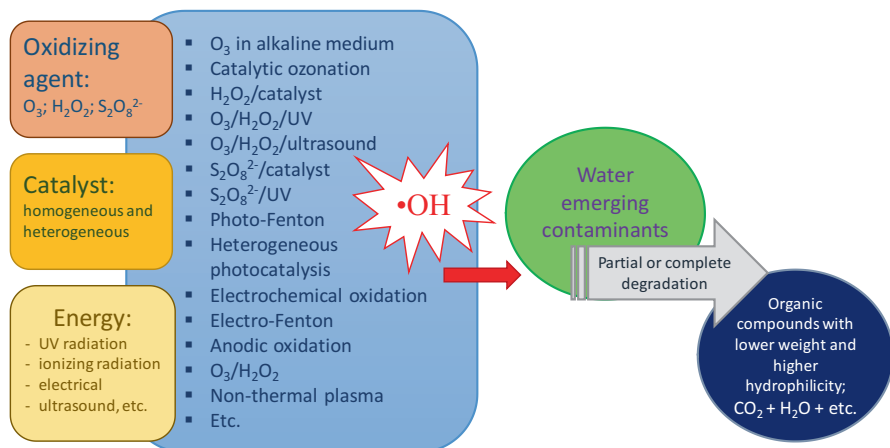 Oxidizing
agent:
O₃; H₂O₂; S₂O₈²⁻
Catalyst:
homogeneous and
heterogeneous
Energy:
- UV radiation
- ionizing radiation
- electrical
- ultrasound, etc.
▪ O₃ in alkaline medium
▪ Catalytic ozonation
▪ H₂O₂/catalyst
▪ O₃/H₂O₂/UV
▪ O₃/H₂O₂/ultrasound
▪ S₂O₈²⁻/catalyst
▪ S₂O₈²⁻/UV
▪ Photo-Fenton
▪ Heterogeneous
photocatalysis
▪ Electrochemical oxidation
▪ Electro-Fenton
▪ Anodic oxidation
▪ O₃/H₂O₂
▪ Non-thermal plasma
▪ Etc.
•OH
Water
emerging
contaminants
Partial or complete
degradation
Organic
compounds with
lower weight and
higher
hydrophilicity;
CO₂ + H₂O + etc.